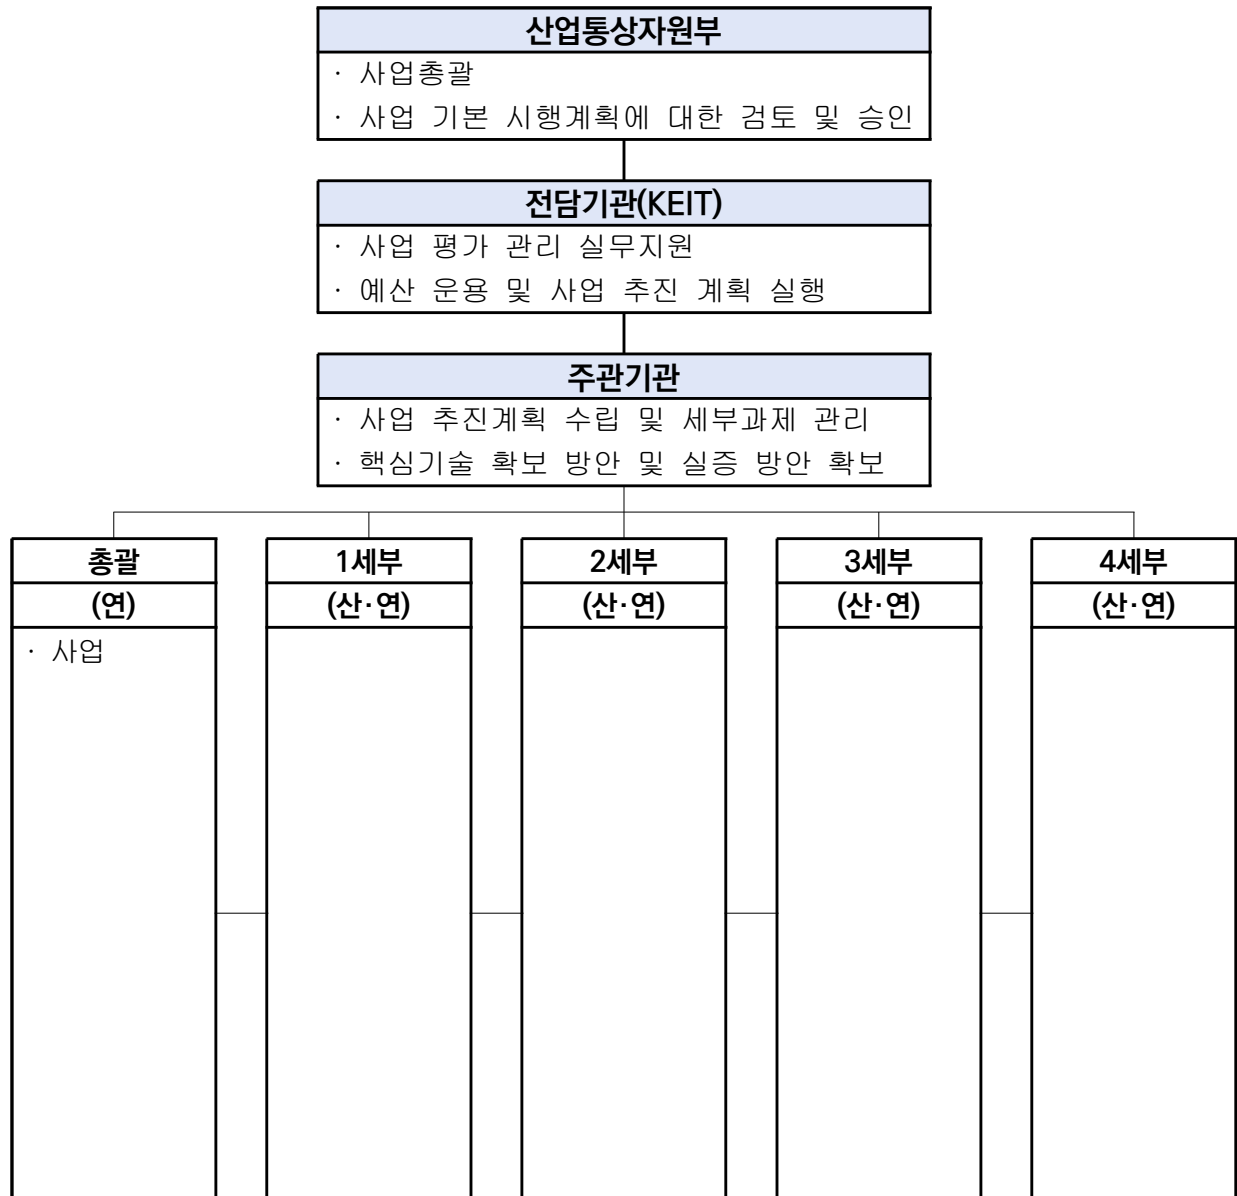 산업통상자원부
· 사업총괄
· 사업 기본 시행계획에 대한 검토 및 승인
전담기관(KEIT)
· 사업 평가 관리 실무지원
· 예산 운용 및 사업 추진 계획 실행
주관기관
· 사업 추진계획 수립 및 세부과제 관리
· 핵심기술 확보 방안 및 실증 방안 확보
총괄
(연)
· 사업
1세부
(산·연)
2세부
(산·연)
3세부
(산·연)
4세부
(산·연)